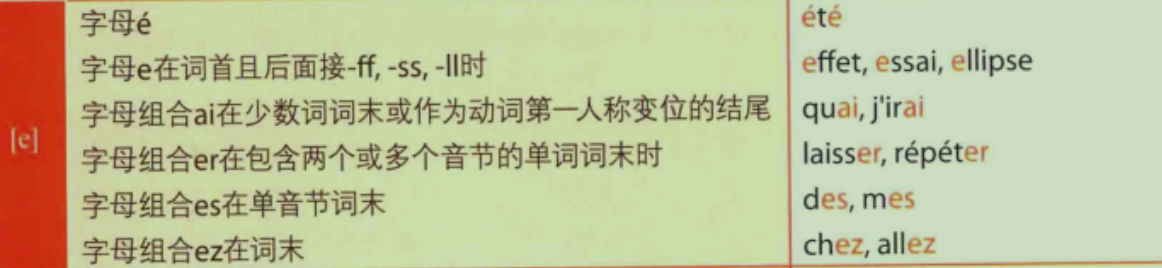 [e]
字母é été
字母e在词首且后面接-ff, -ss, -ll时 effet, essai, ellipse
字母组合ai在少数词词末或作为动词第一人称变位的结尾 quai, j'irai
字母组合er在包含两个或多个音节的单词词末时 laisser, répéter
字母组合es在单音节词末 des, mes
字母组合ez在词末 chez, allez